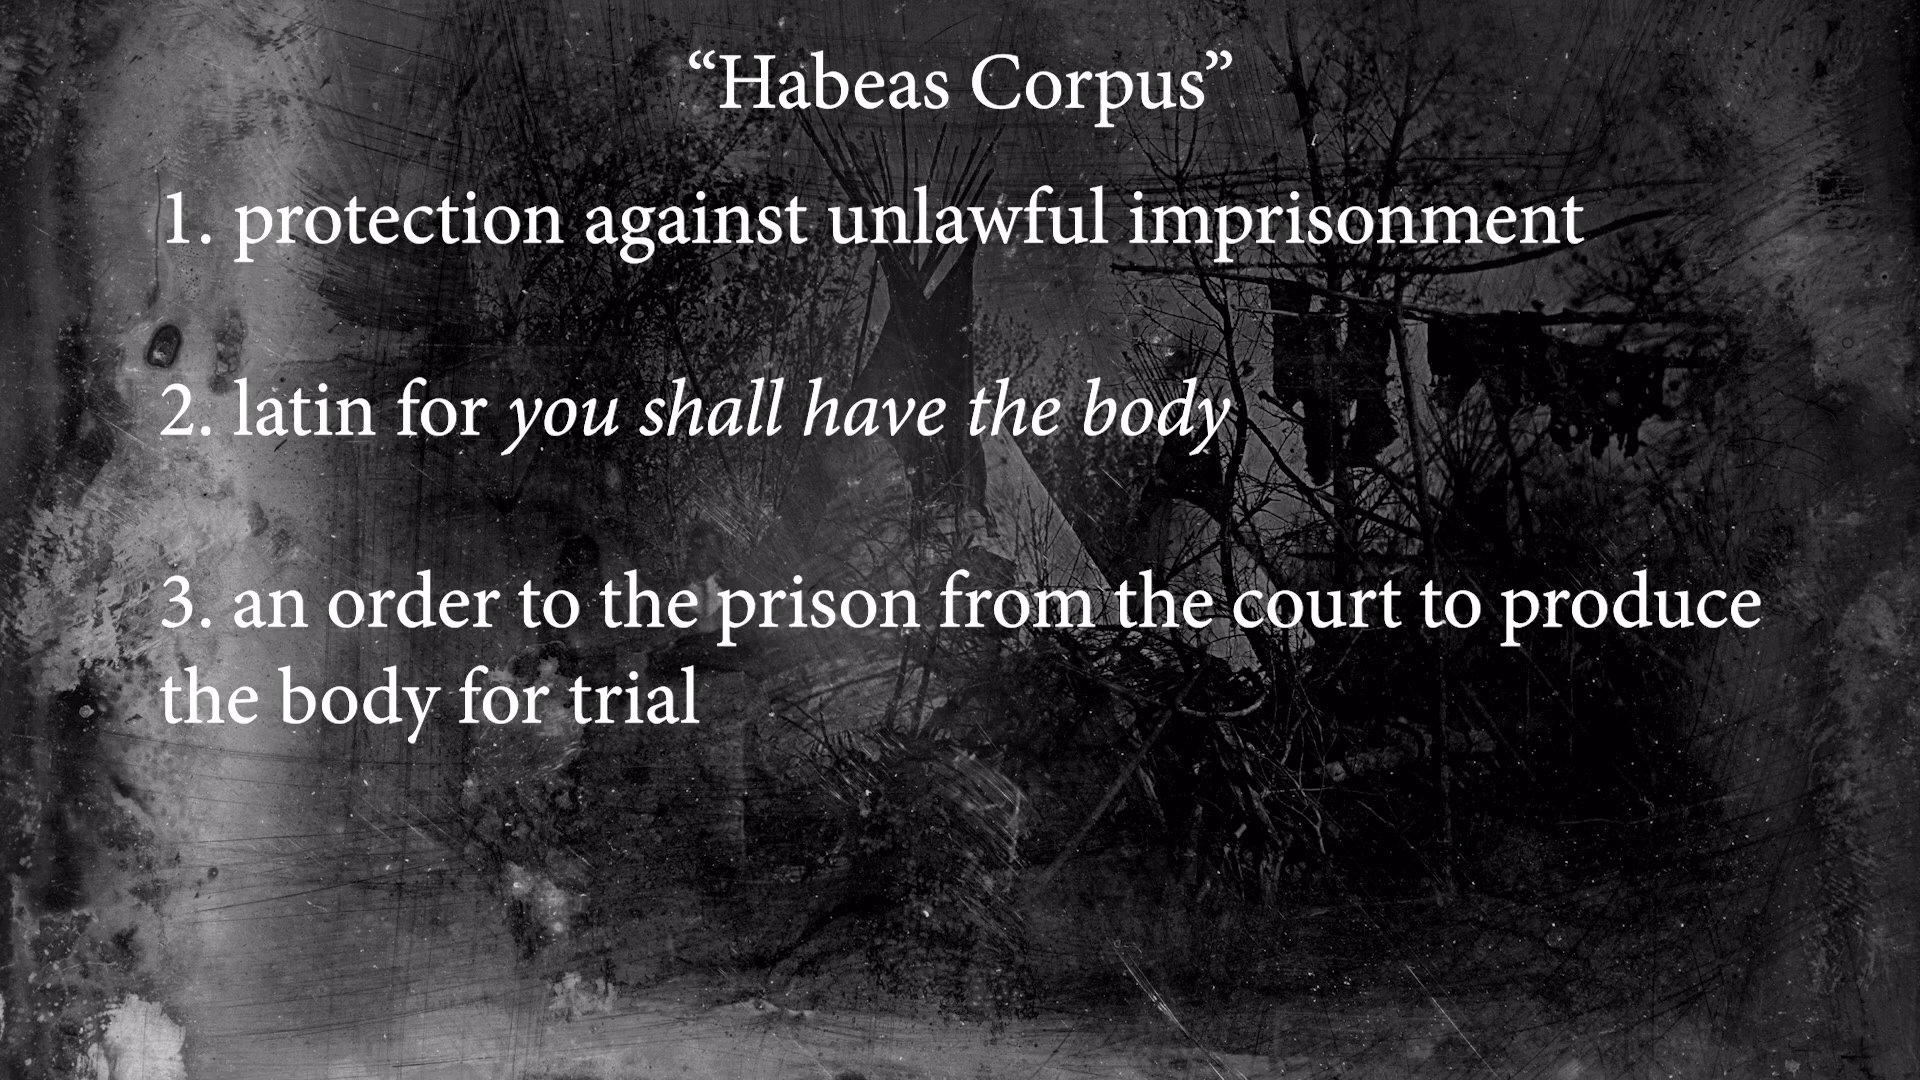 “Habeas Corpus”
1. protection against unlawful imprisonment
2. latin for you shall have the body
3. an order to the prison from the court to produce
the body for trial